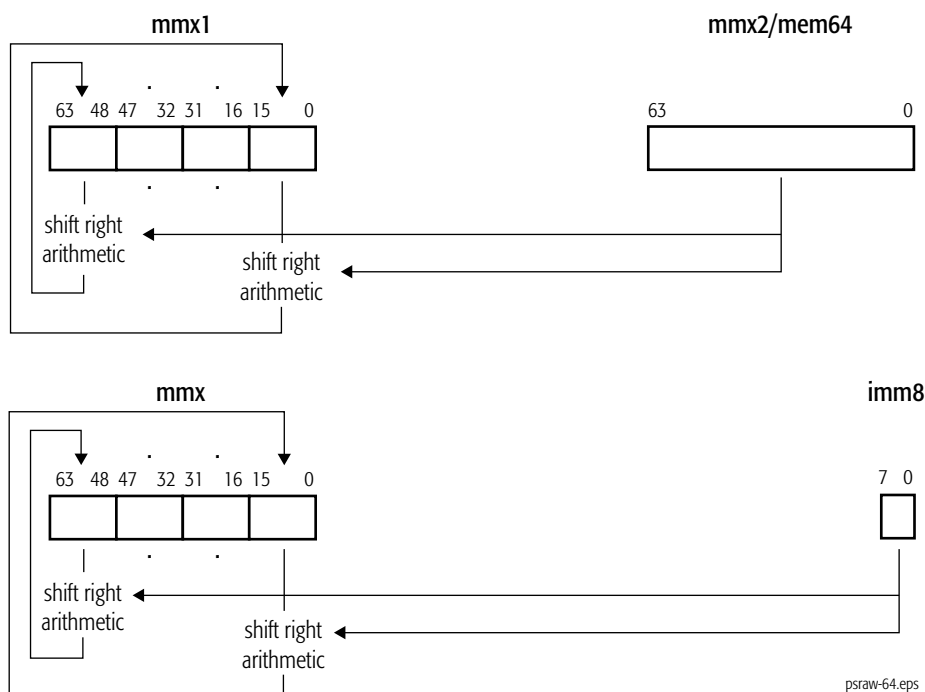 mmx1 mmx2/mem64
63 48 47 32 31 16 15 0 63 0
shift right
arithmetic
shift right
arithmetic
mmx imm8
63 48 47 32 31 16 15 0 7 0
shift right
arithmetic
shift right
arithmetic
psraw-64.eps